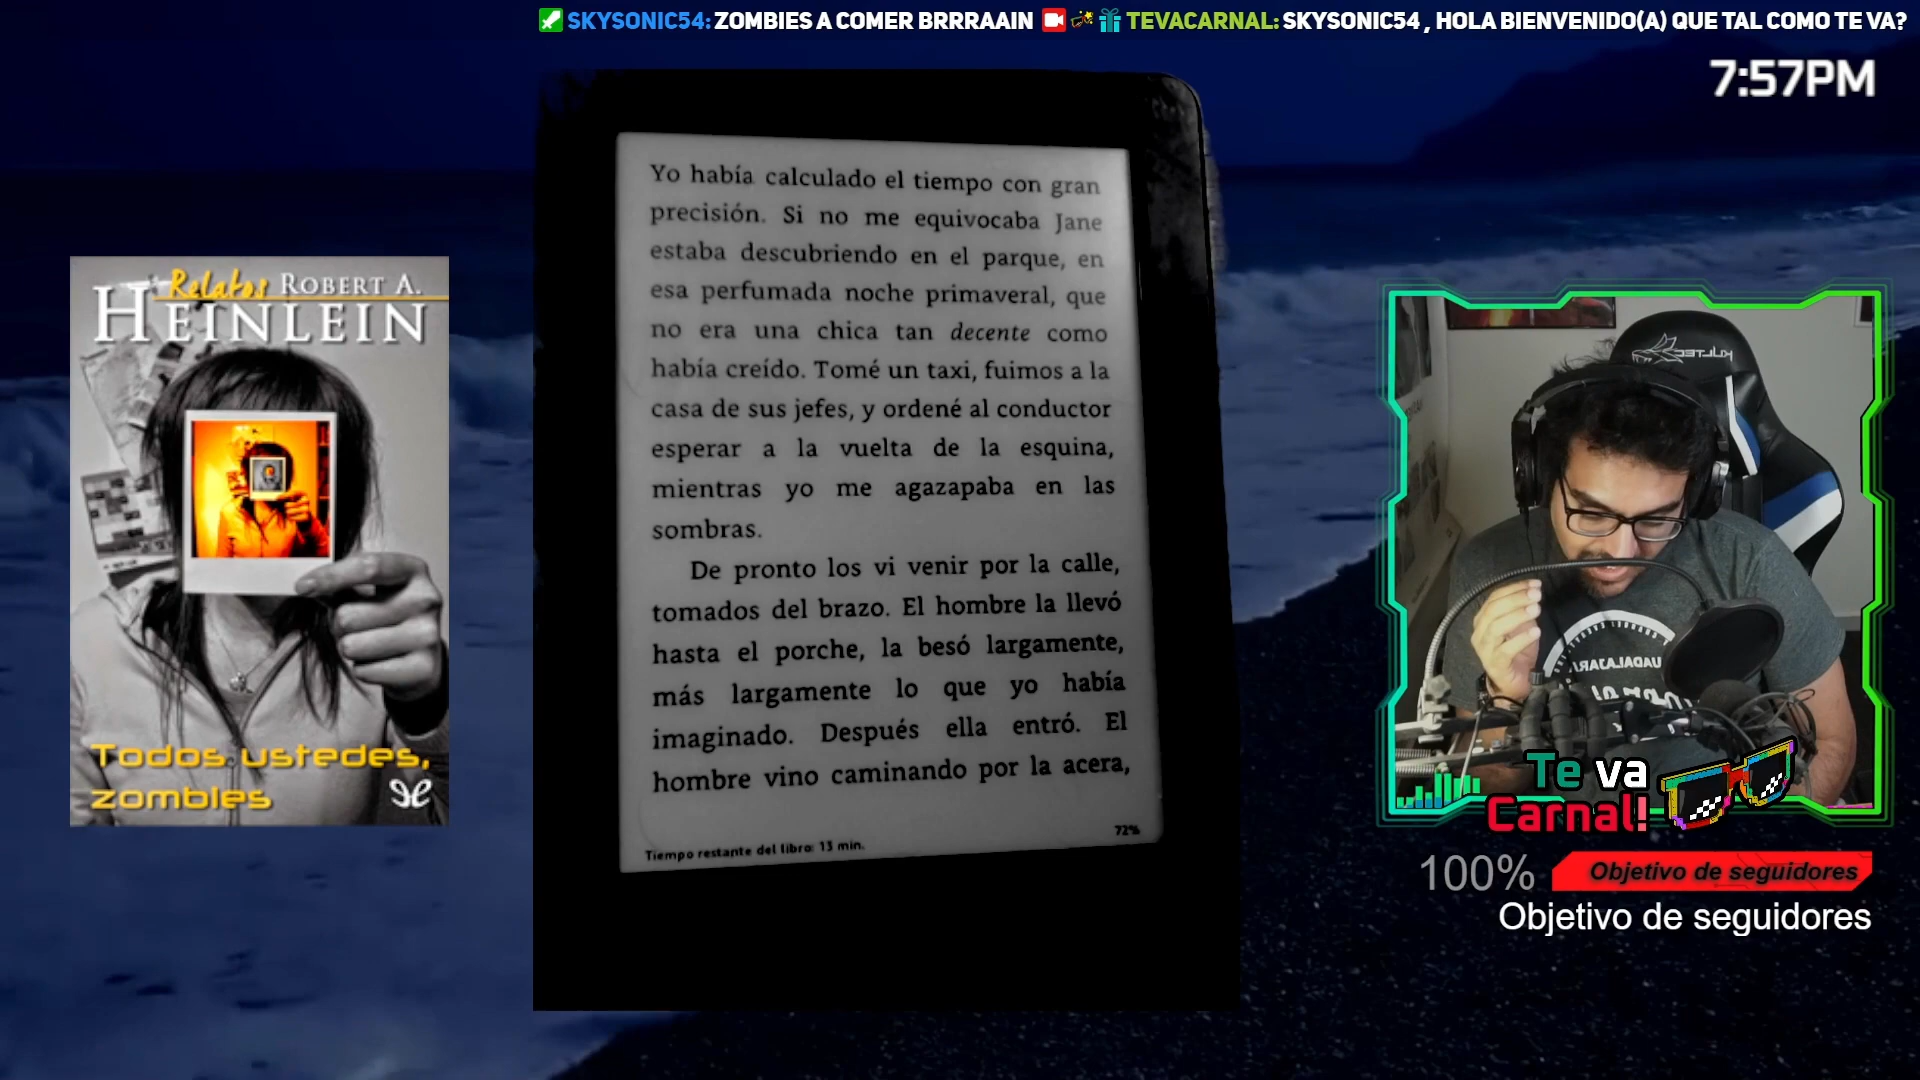 SKYSONIC54: ZOMBIES A COMER BRRRAAIN TEVACARNAL: SKYSONIC54 , HOLA BIENVENIDO(A) QUE TAL COMO TE VA?
7:57PM
Relatos ROBERT A.
HEINLEIN
Todos ustedes,
zombies
Yo había calculado el tiempo con gran
precisión. Si no me equivocaba Jane
estaba descubriendo en el parque, en
esa perfumada noche primaveral, que
no era una chica tan decente como
había creído. Tomé un taxi, fuimos a la
casa de sus jefes, y ordené al conductor
esperar a la vuelta de la esquina,
mientras yo me agazapaba en las
sombras.
De pronto los vi venir por la calle,
tomados del brazo. El hombre la llevó
hasta el porche, la besó largamente,
más largamente lo que yo había
imaginado. Después ella entró. El
hombre vino caminando por la acera,
Tiempo restante del libro: 13 min.
72%
Te va
Carnal!
100%
Objetivo de seguidores
Objetivo de seguidores